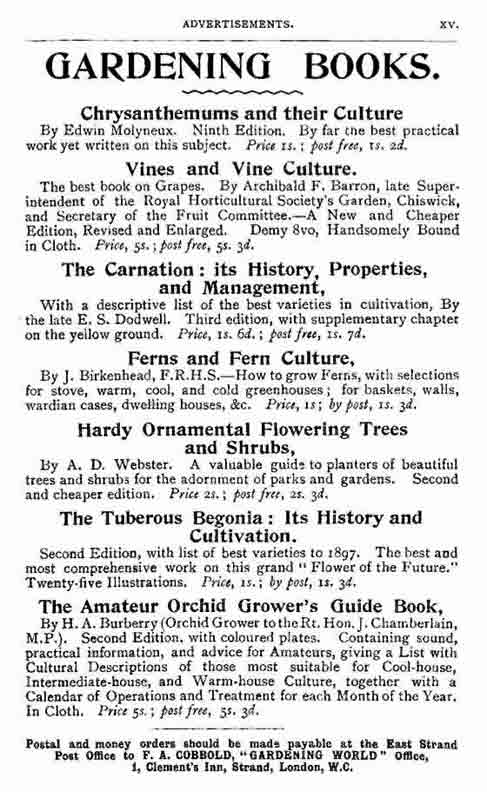 ADVERTISEMENTS. XV.
GARDENING BOOKS.
Chrysanthemums and their Culture
By Edwin Molyneux. Ninth Edition. By far the best practical
work yet written on this subject. Price 1s.; post free, 1s. 2d.
Vines and Vine Culture.
The best book on Grapes. By Archibald F. Barron, late Super-
intendent of the Royal Horticultural Society's Garden, Chiswick,
and Secretary of the Fruit Committee.—A New and Cheaper
Edition, Revised and Enlarged. Demy 8vo, Handsomely Bound
in Cloth. Price, 5s.; post free, 5s. 3d.
The Carnation: its History, Properties,
and Management,
With a descriptive list of the best varieties in cultivation, By
the late E. S. Dodwell. Third edition, with supplementary chapter
on the yellow ground. Price, 1s. 6d.; post free, 1s. 7d.
Ferns and Fern Culture,
By J. Birkenhead, F.R.H.S.—How to grow Ferns, with selections
for stove, warm, cool, and cold greenhouses; for baskets, walls,
wardian cases, dwelling houses, &c. Price, 1s; by post, 1s. 3d.
Hardy Ornamental Flowering Trees
and Shrubs,
By A. D. Webster. A valuable guide to planters of beautiful
trees and shrubs for the adornment of parks and gardens. Second
and cheaper edition. Price 2s.; post free, 2s. 3d.
The Tuberous Begonia: Its History and
Cultivation.
Second Edition, with list of best varieties to 1897. The best and
most comprehensive work on this grand "Flower of the Future."
Twenty-five Illustrations. Price, 1s.; by post, 1s. 3d.
The Amateur Orchid Grower's Guide Book,
By H. A. Burberry (Orchid Grower to the Rt. Hon. J. Chamberlain,
M.P.). Second Edition, with coloured plates. Containing sound,
practical information, and advice for Amateurs, giving a List with
Cultural Descriptions of those most suitable for Cool-house,
Intermediate-house, and Warm-house Culture, together with a
Calendar of Operations and Treatment for each Month of the Year.
In Cloth. Price 5s.; post free, 5s. 3d.
Postal and money orders should be made payable at the East Strand
Post Office to F. A. COBBOLD, "GARDENING WORLD" Office,
1, Clement's Inn, Strand, London, W.C.